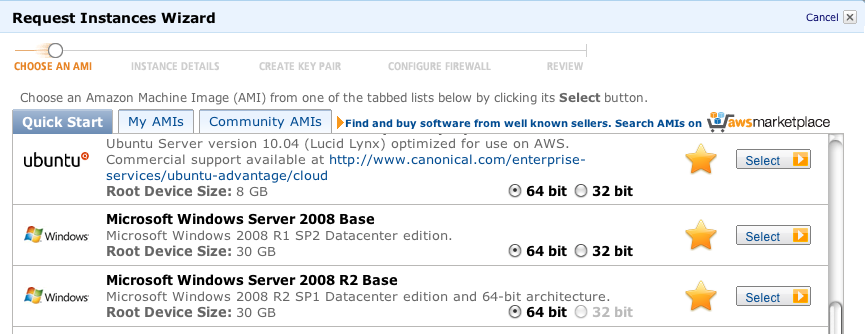 Request Instances Wizard
Cancel
CHOOSE AN AMI
INSTANCE DETAILS
CREATE KEY PAIR
CONFIGURE FIREWALL
REVIEW
Choose an Amazon Machine Image (AMI) from one of the tabbed lists below by clicking its Select button.
Quick Start
My AMIs
Community AMIs
Find and buy software from well known sellers. Search AMIs on
awsmarketplace
ubuntu
Ubuntu Server version 10.04 (Lucid Lynx) optimized for use on AWS.
Commercial support available at http://www.canonical.com/enterprise-
services/ubuntu-advantage/cloud
Root Device Size: 8 GB
64 bit
32 bit
Select
Windows
Microsoft Windows Server 2008 Base
Microsoft Windows 2008 R1 SP2 Datacenter edition.
Root Device Size: 30 GB
64 bit
32 bit
Select
Windows
Microsoft Windows Server 2008 R2 Base
Microsoft Windows 2008 R2 SP1 Datacenter edition and 64-bit architecture.
Root Device Size: 30 GB
64 bit
32 bit
Select